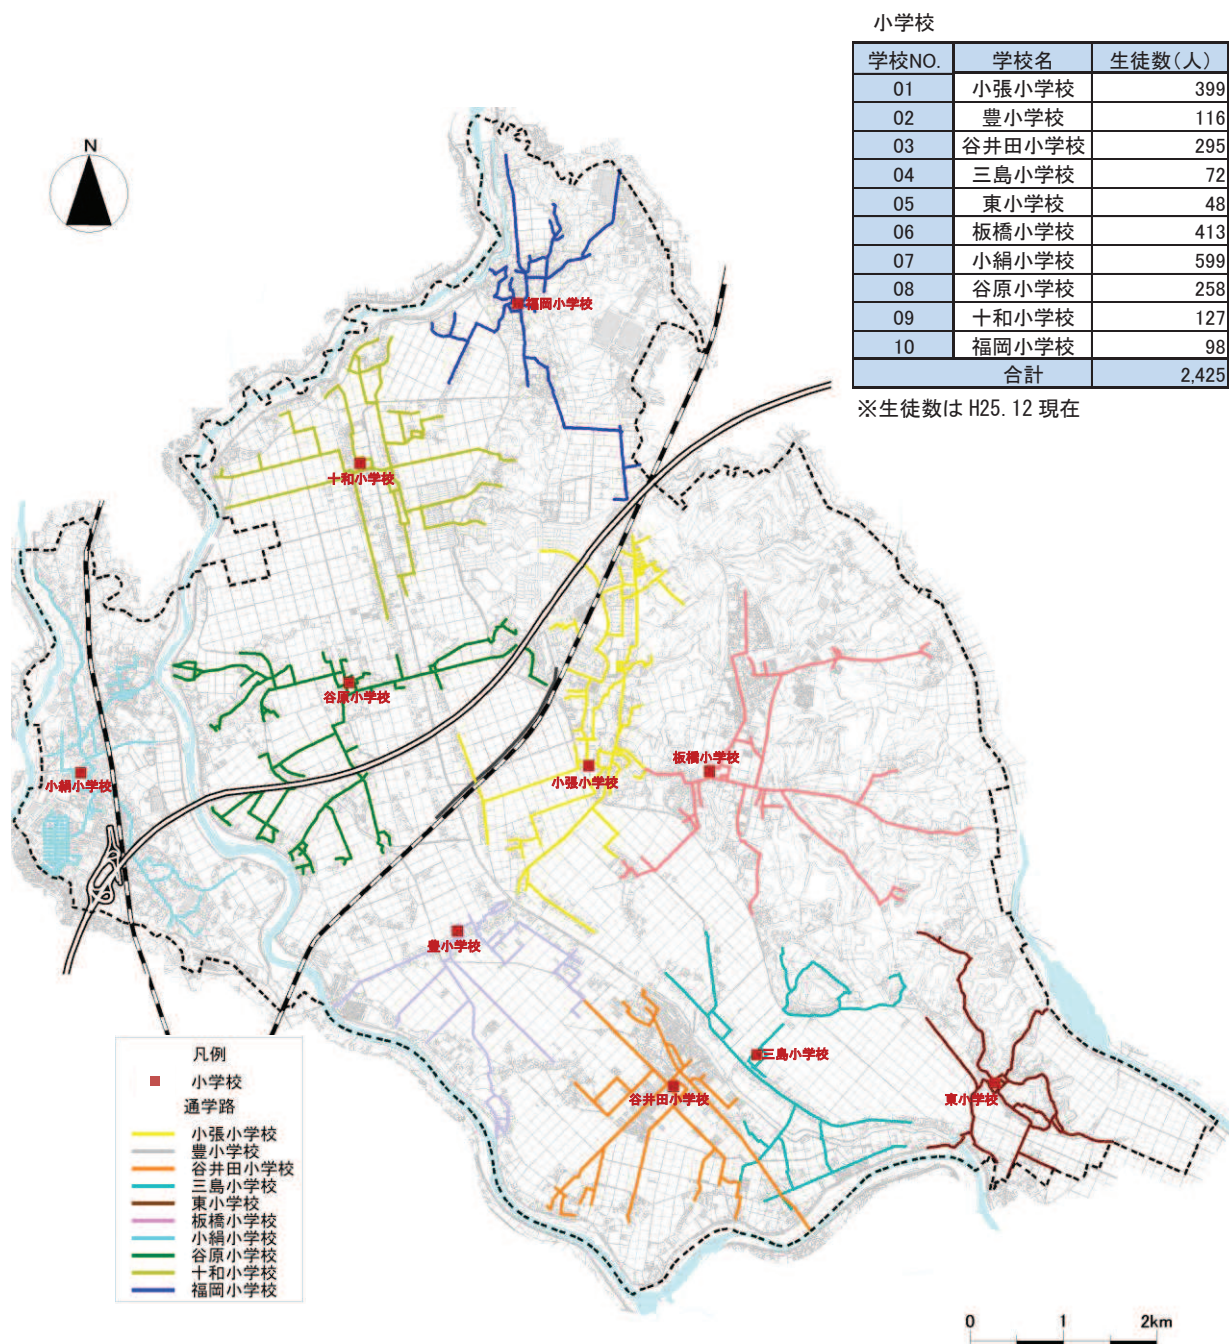 小学校
学校NO. 学校名 生徒数(人)
01 小張小学校 399
02 豊小学校 116
03 谷井田小学校 295
04 三島小学校 72
05 東小学校 48
06 板橋小学校 413
07 小絹小学校 599
08 谷原小学校 258
09 十和小学校 127
10 福岡小学校 98
合計 2,425
※生徒数は H25.12 現在
N
福岡小学校
十和小学校
谷原小学校
小絹小学校
小張小学校
板橋小学校
豊小学校
三島小学校
谷井田小学校
東小学校
凡例
小学校
通学路
小張小学校
豊小学校
谷井田小学校
三島小学校
東小学校
板橋小学校
小絹小学校
谷原小学校
十和小学校
福岡小学校
0 1 2km